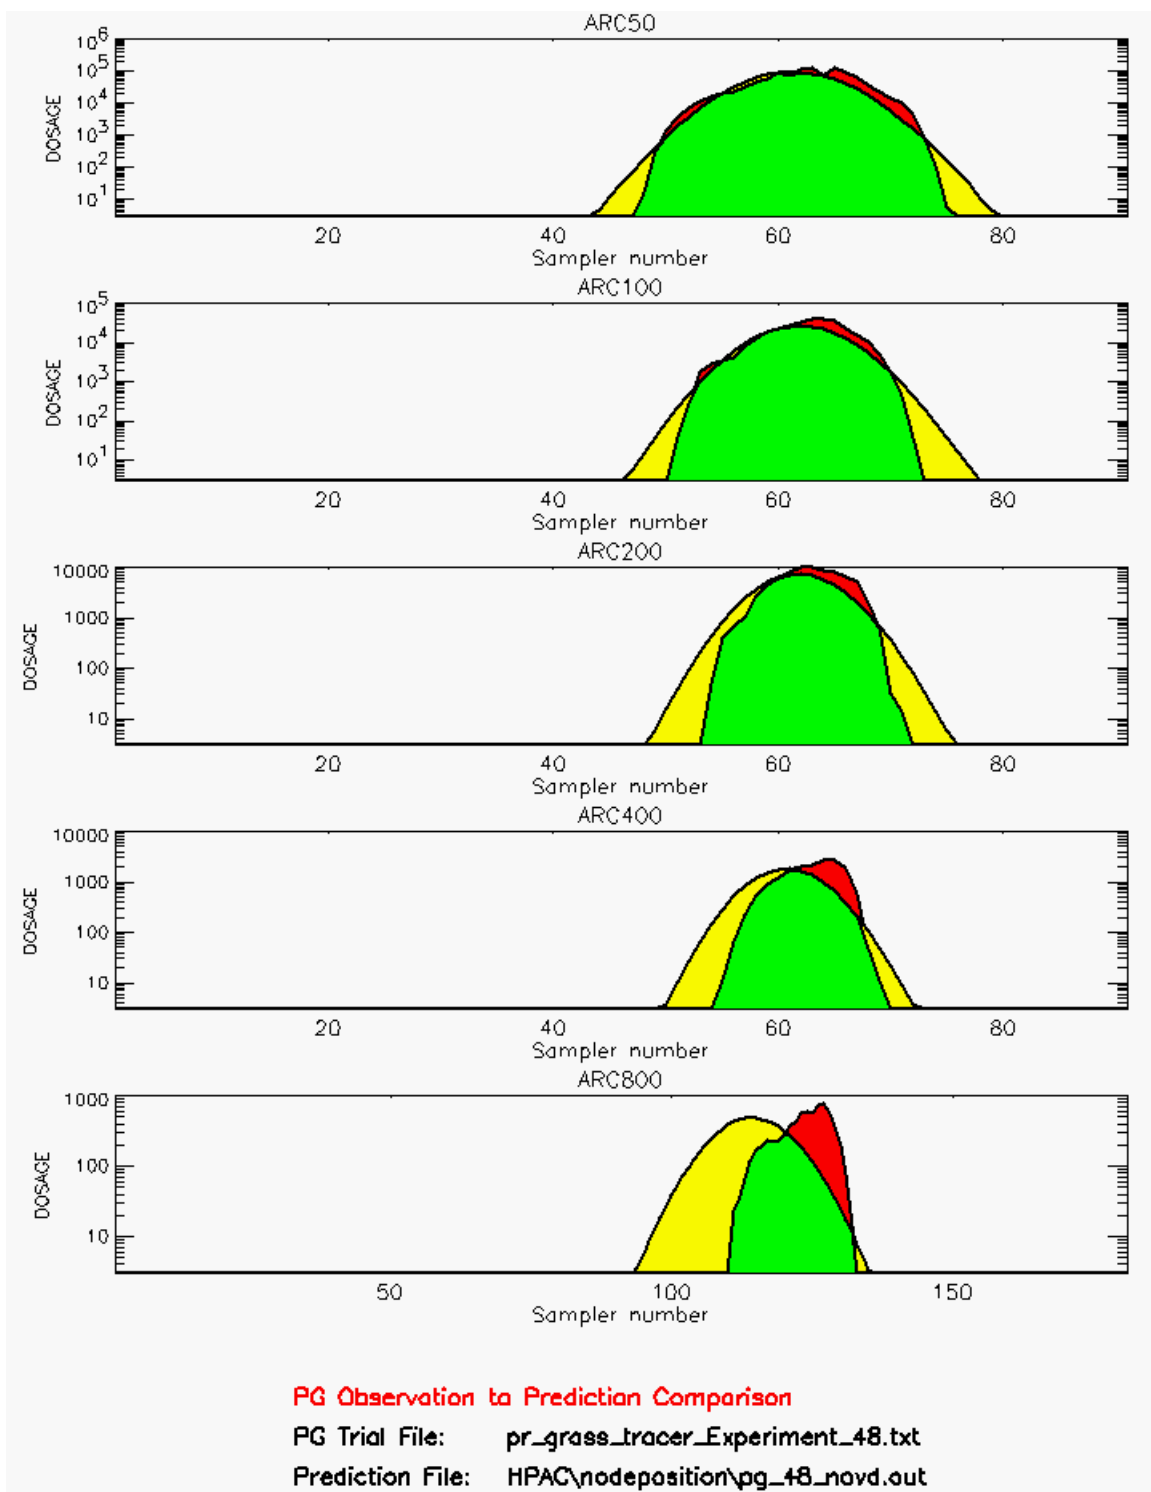 ARC50
10^6
10^5
10^4
10^3
10^2
10^1
DOSAGE
20 40 60 80
Sampler number
ARC100
10^5
10^4
10^3
10^2
10^1
DOSAGE
20 40 60 80
Sampler number
ARC200
10000
1000
100
10
DOSAGE
20 40 60 80
Sampler number
ARC400
10000
1000
100
10
DOSAGE
20 40 60 80
Sampler number
ARC800
1000
100
10
DOSAGE
50 100 150
Sampler number
PG Observation to Prediction Comparison
PG Trial File: pr_grass_tracer_Experiment_48.txt
Prediction File: HPAC\nodeposition\pg_48_novd.out